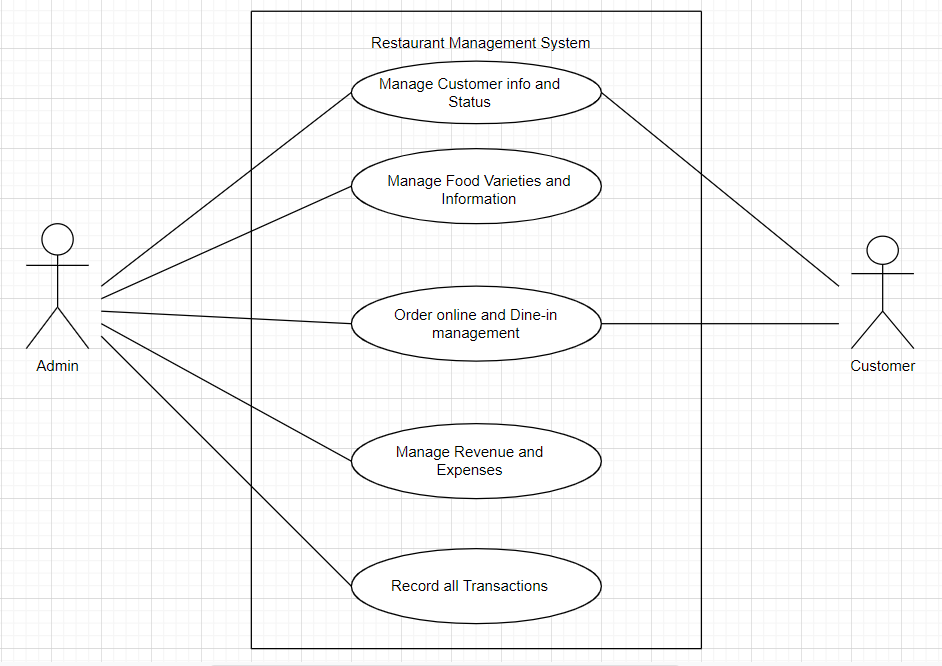 Restaurant Management System
Manage Customer info and
Status
Manage Food Varieties and
Information
Order online and Dine-in
management
Admin
Customer
Manage Revenue and
Expenses
Record all Transactions